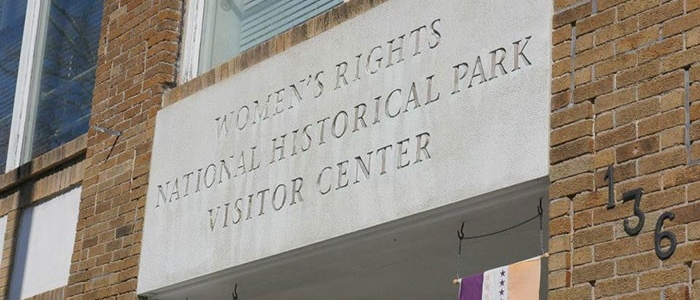 WOMEN'S RIGHTS
NATIONAL HISTORICAL PARK
VISITOR CENTER
136